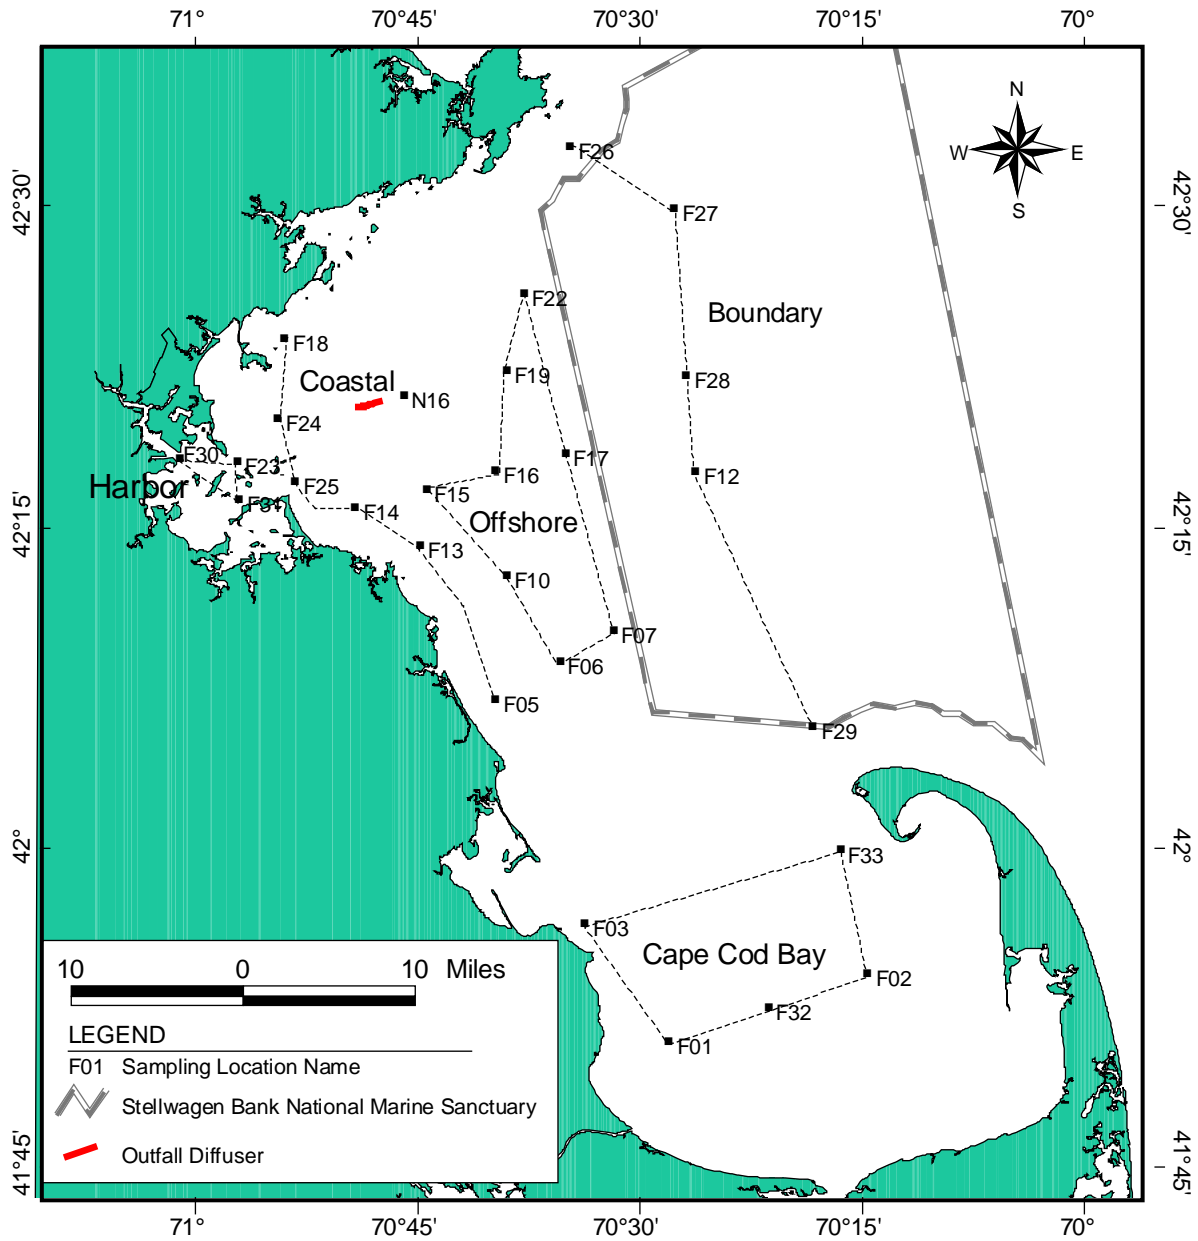 71° 70°45' 70°30' 70°15' 70°
N
W E
S
42°30' 42°30'
F26
F27
Boundary
F22
F18
F28
F19
Coastal
N16
F24
F17
F30 F23
F16
F12
Harbor
F25
F15
F31
F14
Offshore
42°15' 42°15'
F13
F10
F07
F06
F05
F29
42° 42°
F33
F03
Cape Cod Bay
F02
F32
F01
10 0 10 Miles
LEGEND
F01 Sampling Location Name
Stellwagen Bank National Marine Sanctuary
Outfall Diffuser
41°45' 41°45'
71° 70°45' 70°30' 70°15' 70°